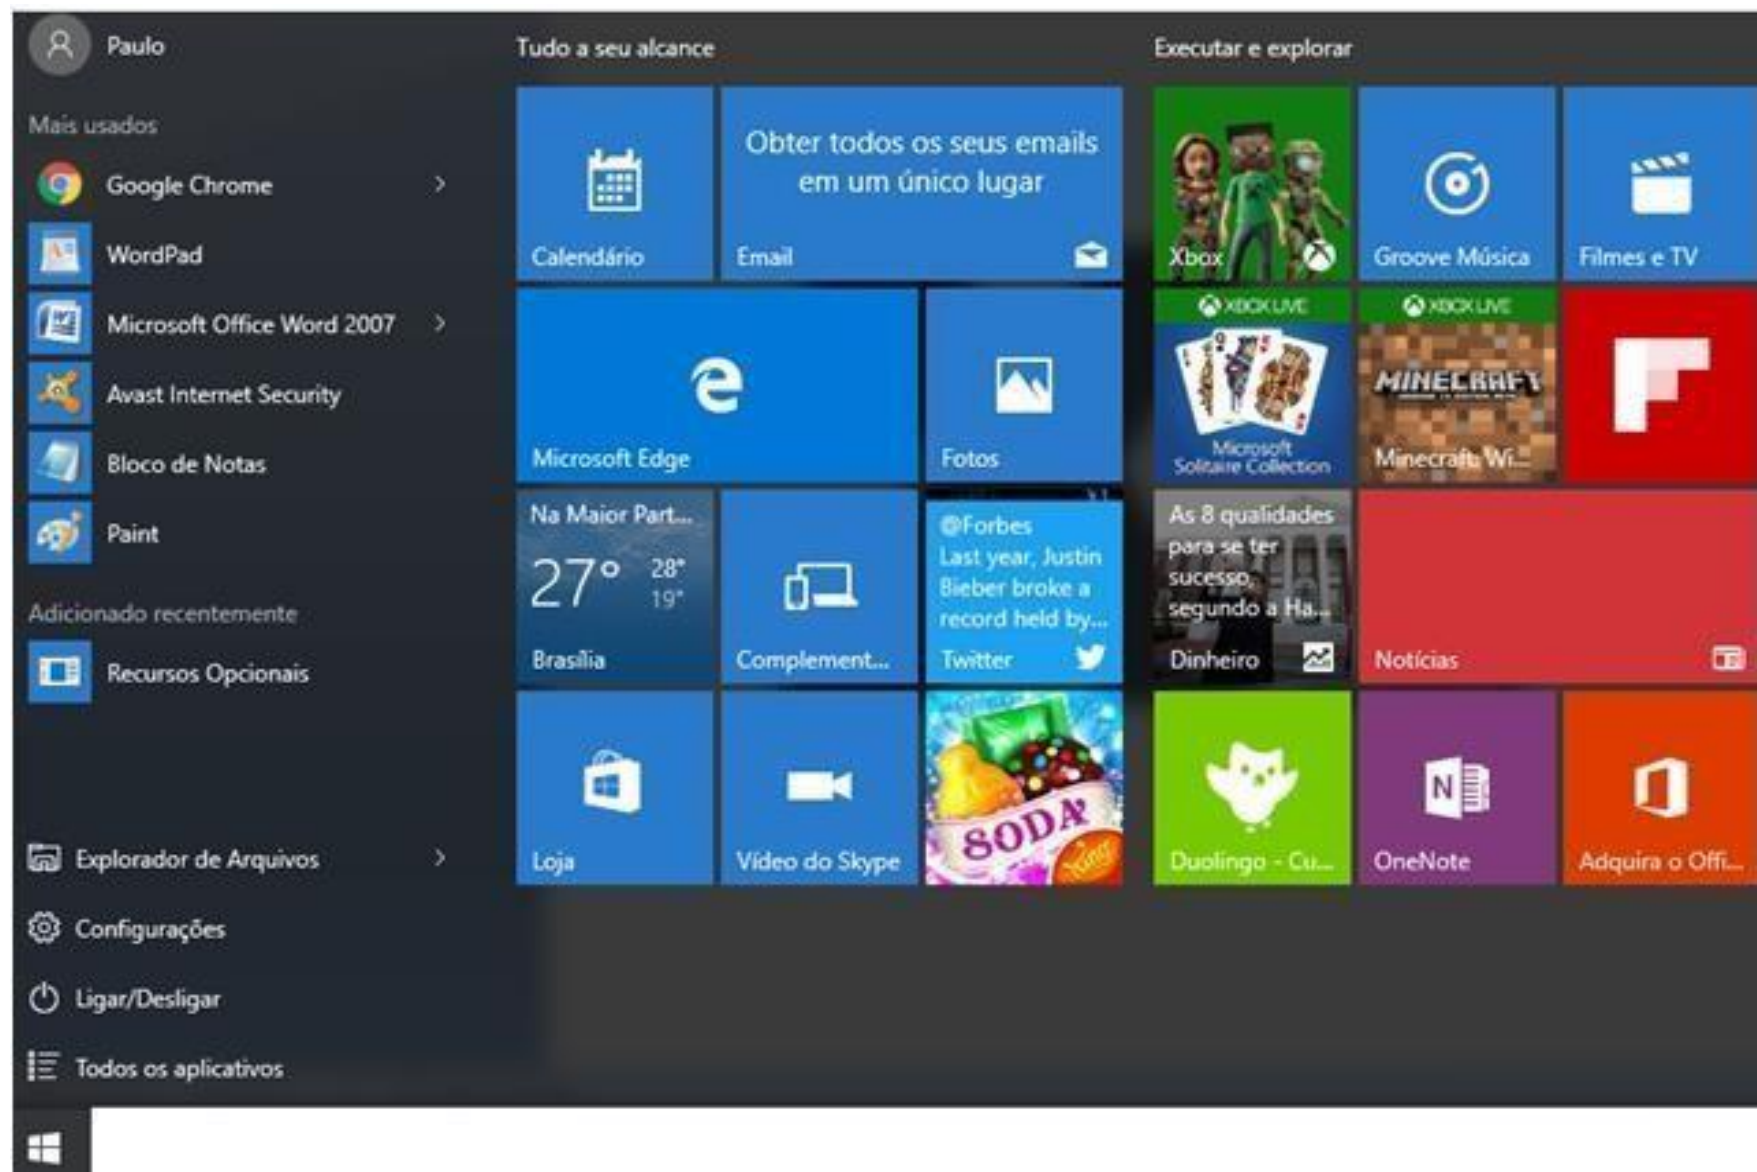 Paulo
Mais usados
Google Chrome
WordPad
Microsoft Office Word 2007
Avast Internet Security
Bloco de Notas
Paint
Adicionado recentemente
Recursos Opcionais
Explorador de Arquivos
Configurações
Ligar/Desligar
Todos os aplicativos
Tudo a seu alcance
Calendário
Obter todos os seus emails
em um único lugar
Email
Microsoft Edge
Fotos
Na Maior Part...
27°
28°
19°
Brasília
Complement...
@Forbes
Last year, Justin
Bieber broke a
record held by...
Twitter
Loja
Vídeo do Skype
SODA
King
Executar e explorar
Xbox
Groove Música
Filmes e TV
XBOX LIVE
Microsoft
Solitaire Collection
XBOX LIVE
MINECRAFT
Minecraft: Wi...
As 8 qualidades
para se ter
sucesso,
segundo a Ha...
Dinheiro
Notícias
Duolingo - Cu...
N
OneNote
Adquira o Offi...